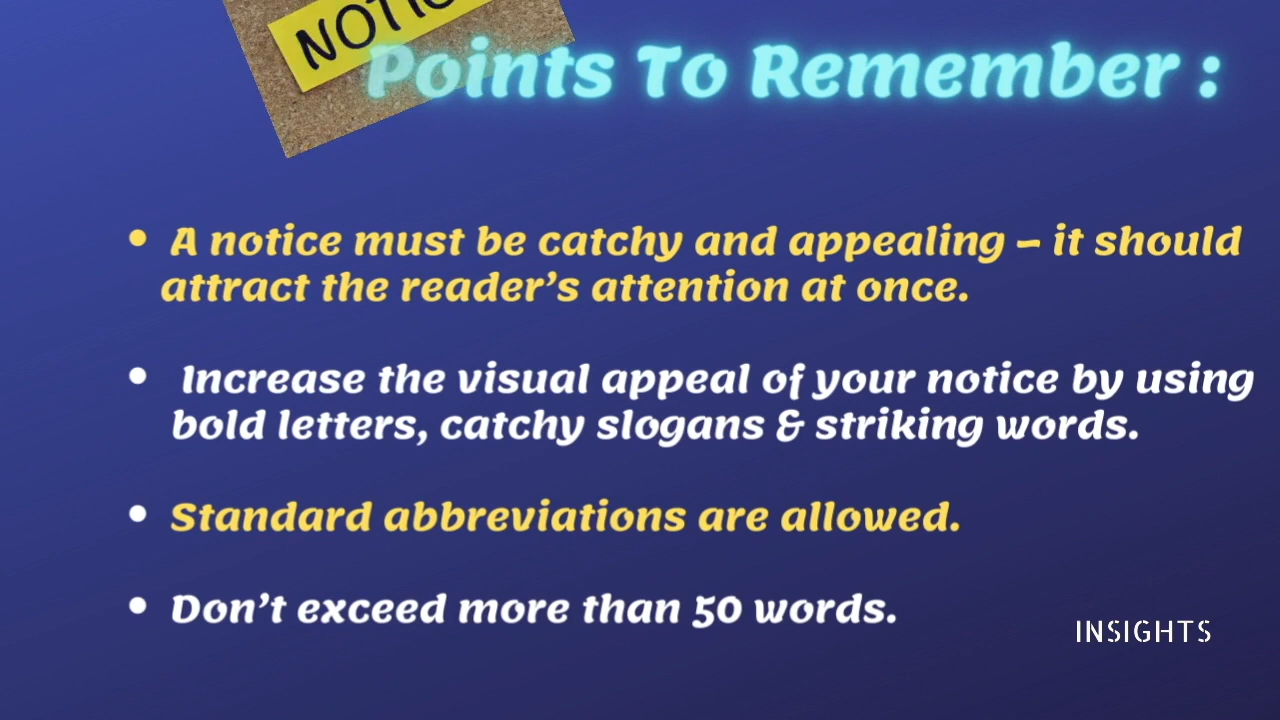 Points To Remember :
• A notice must be catchy and appealing – it should
attract the reader’s attention at once.
• Increase the visual appeal of your notice by using
bold letters, catchy slogans & striking words.
• Standard abbreviations are allowed.
• Don’t exceed more than 50 words.
INSIGHTS